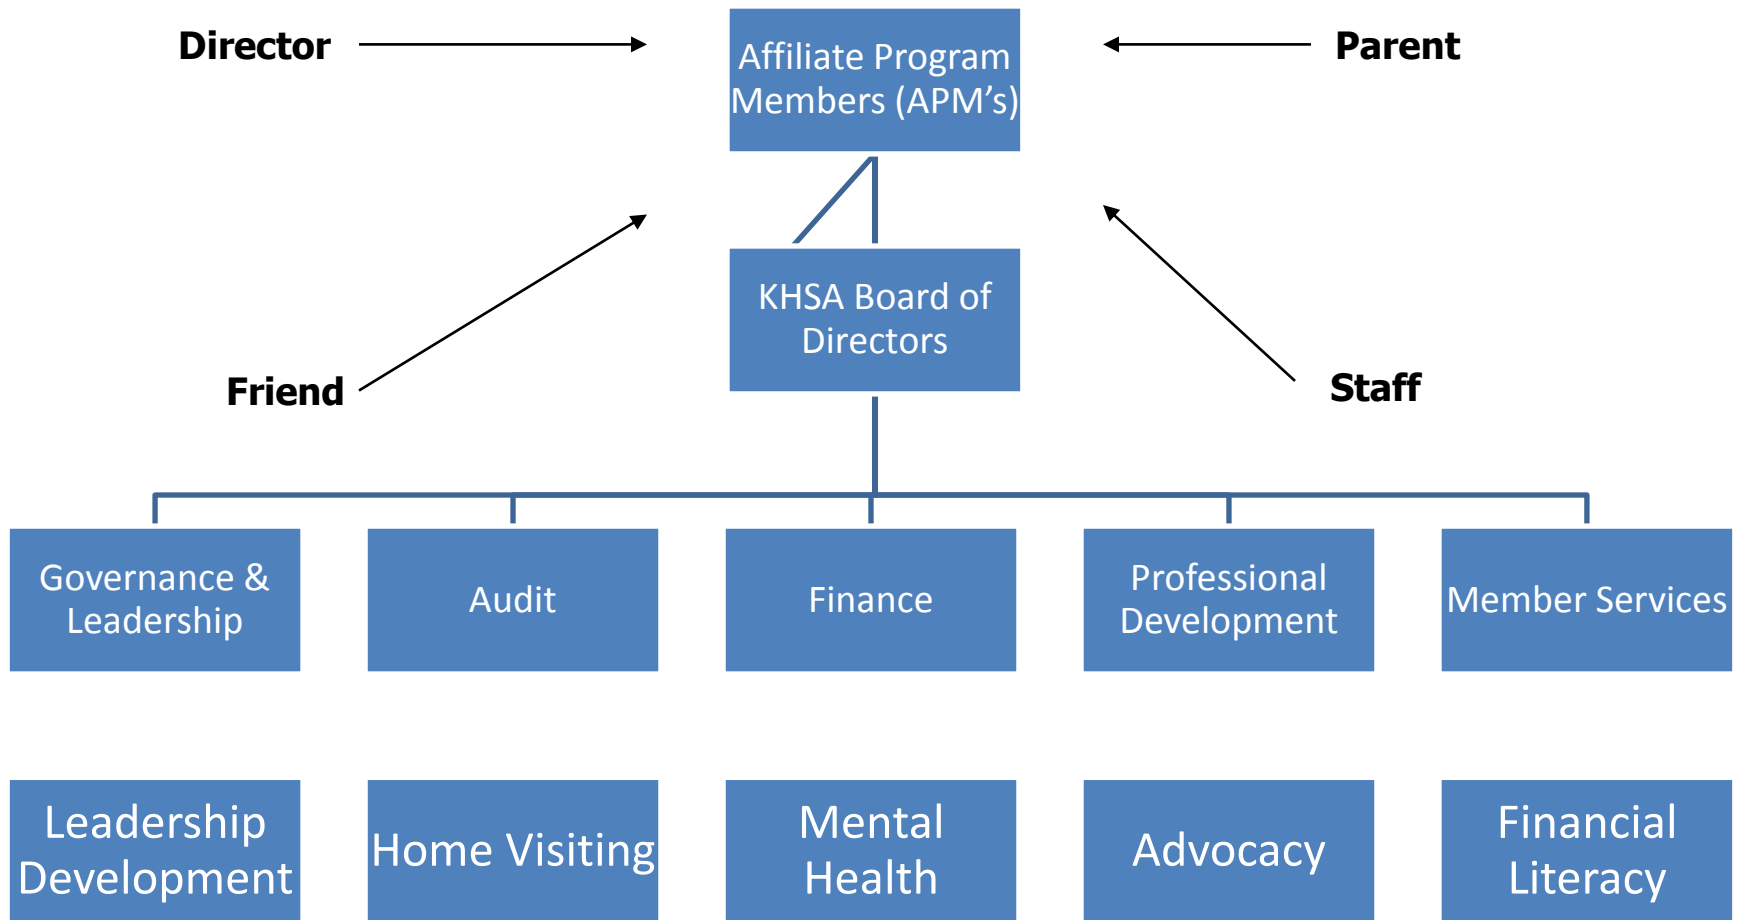 Director
Affiliate Program
Members (APM’s)
Parent
KHSA Board of
Directors
Friend
Staff
Governance &
Leadership
Audit
Finance
Professional
Development
Member Services
Leadership
Development
Home Visiting
Mental
Health
Advocacy
Financial
Literacy